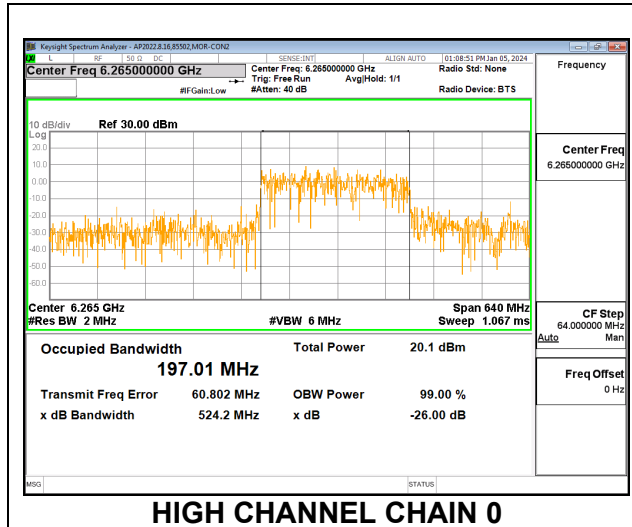 Keysight Spectrum Analyzer - AP2022.8.16,85502,MOR-CON2
L RF 50 Ω DC SENSE:INT ALIGN AUTO 01:08:51 PM Jan 05, 2024
Center Freq 6.265000000 GHz
Center Freq: 6.265000000 GHz
Radio Std: None
Trig: Free Run Avg|Hold: 1/1
#IFGain:Low #Atten: 40 dB Radio Device: BTS
Frequency
10 dB/div Ref 30.00 dBm
Log
20.0
10.0
0.00
-10.0
-20.0
-30.0
-40.0
-50.0
-60.0
Center 6.265 GHz Span 640 MHz
#Res BW 2 MHz #VBW 6 MHz Sweep 1.067 ms
Occupied Bandwidth Total Power 20.1 dBm
197.01 MHz
Transmit Freq Error 60.802 MHz OBW Power 99.00 %
x dB Bandwidth 524.2 MHz x dB -26.00 dB
Center Freq
6.265000000 GHz
CF Step
64.000000 MHz
Auto Man
Freq Offset
0 Hz
MSG STATUS
HIGH CHANNEL CHAIN 0